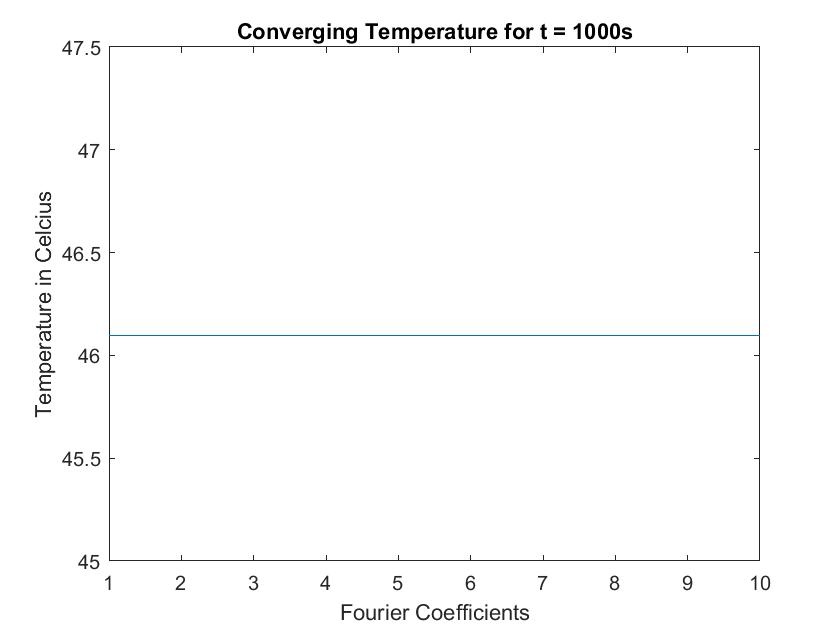 Converging Temperature for t = 1000s
47.5
47
46.5
46
45.5
45
Temperature in Celcius
1 2 3 4 5 6 7 8 9 10
Fourier Coefficients